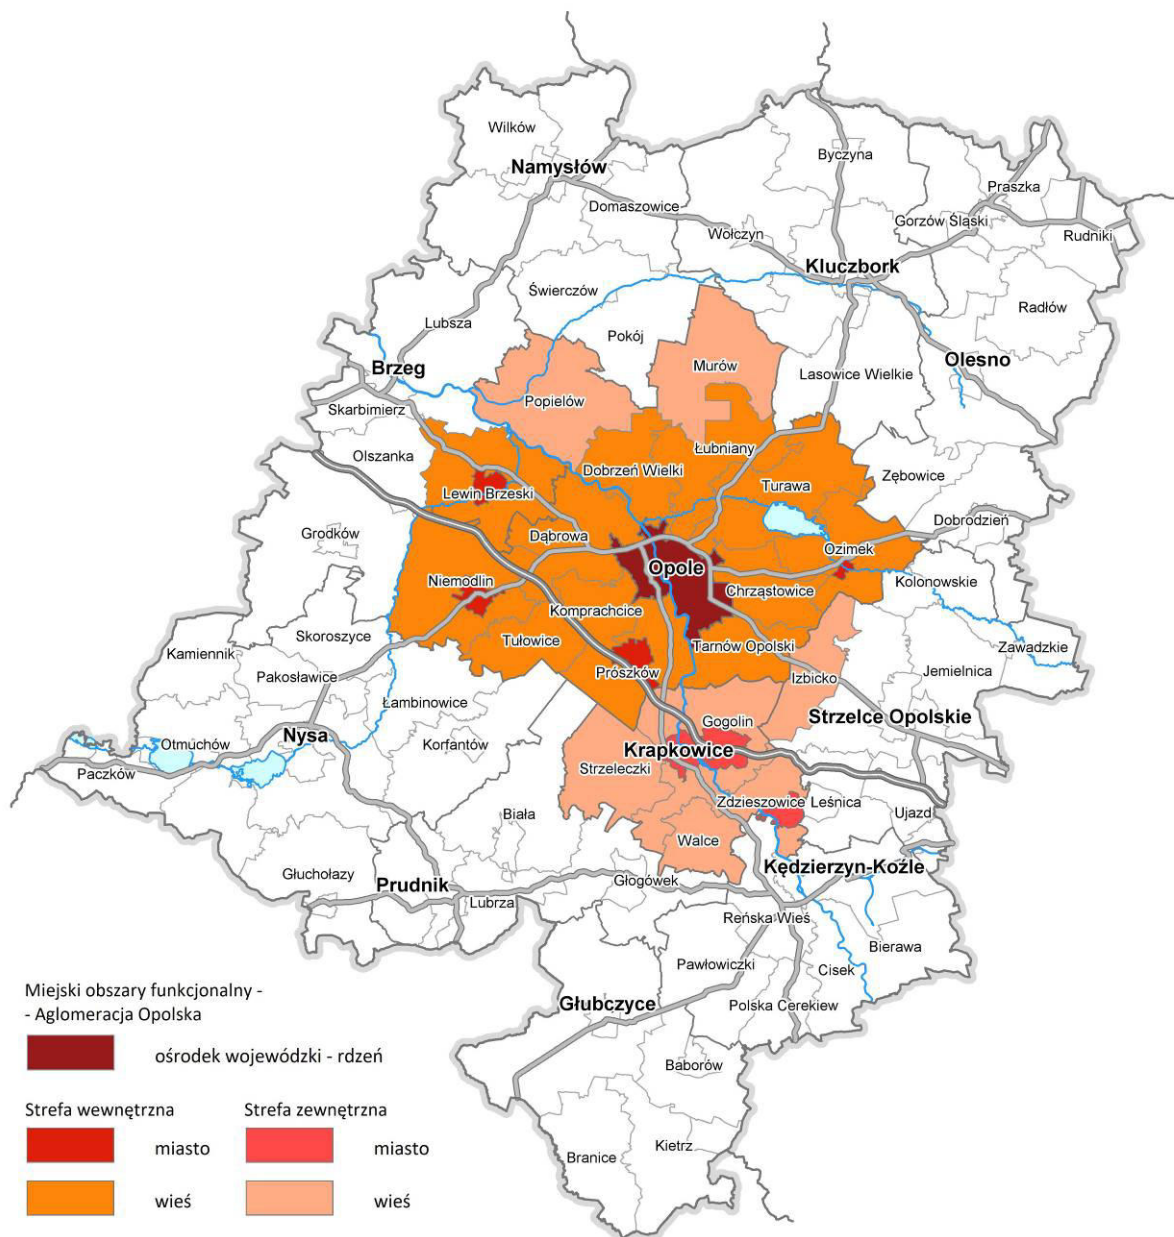 Wilków
Namysłów
Byczyna
Praszka
Domaszowice
Gorzów Śląski
Rudniki
Wołczyn
Kluczbork
Świerczów
Radłów
Lubsza
Pokój
Olesno
Brzeg
Murów
Lasowice Wielkie
Popielów
Skarbimierz
Łubniany
Olszanka
Dobrzeń Wielki
Zębowice
Turawa
Lewin Brzeski
Dobrodzień
Grodków
Dąbrowa
Ozimek
Opole
Niemodlin
Kolonowskie
Chrząstowice
Komprachcice
Skoroszyce
Tułowice
Tarnów Opolski
Zawadzkie
Kamiennik
Prószków
Jemielnica
Pakosławice
Izbicko
Łambinowice
Strzelce Opolskie
Gogolin
Nysa
Otmuchów
Korfantów
Krapkowice
Paczków
Strzeleczki
Zdzieszowice
Leśnica
Ujazd
Biała
Walce
Kędzierzyn-Koźle
Głuchołazy
Prudnik
Głogówek
Lubrza
Reńska Wieś
Bierawa
Pawłowiczki
Cisek
Głubczyce
Polska Cerekiew
Baborów
Kietrz
Branice
Miejski obszary funkcjonalny -
- Aglomeracja Opolska
ośrodek wojewódzki - rdzeń
Strefa wewnętrzna
Strefa zewnętrzna
miasto
miasto
wieś
wieś